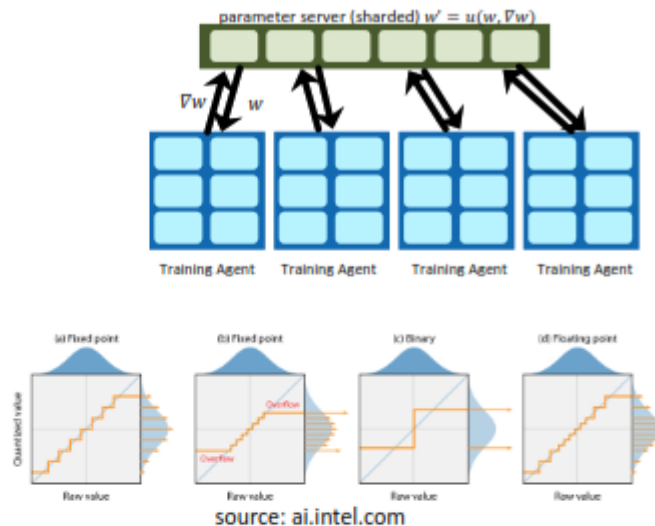 parameter server (sharded) w' = u(w, ∇w)
∇w
w
Training Agent
Training Agent
Training Agent
Training Agent
(a) Fixed point
(b) Fixed point
(c) Binary
(d) Floating point
Quantized value
Overflow
Overflow
Raw value
Raw value
Raw value
Raw value
source: ai.intel.com